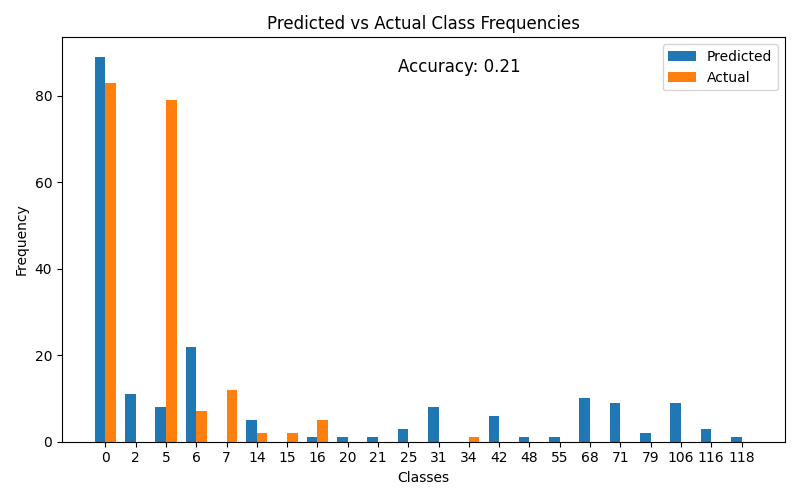 Predicted vs Actual Class Frequencies
Accuracy: 0.21
Predicted
Actual
80
60
40
20
0
Frequency
0 2 5 6 7 14 15 16 20 21 25 31 34 42 48 55 68 71 79 106 116 118
Classes